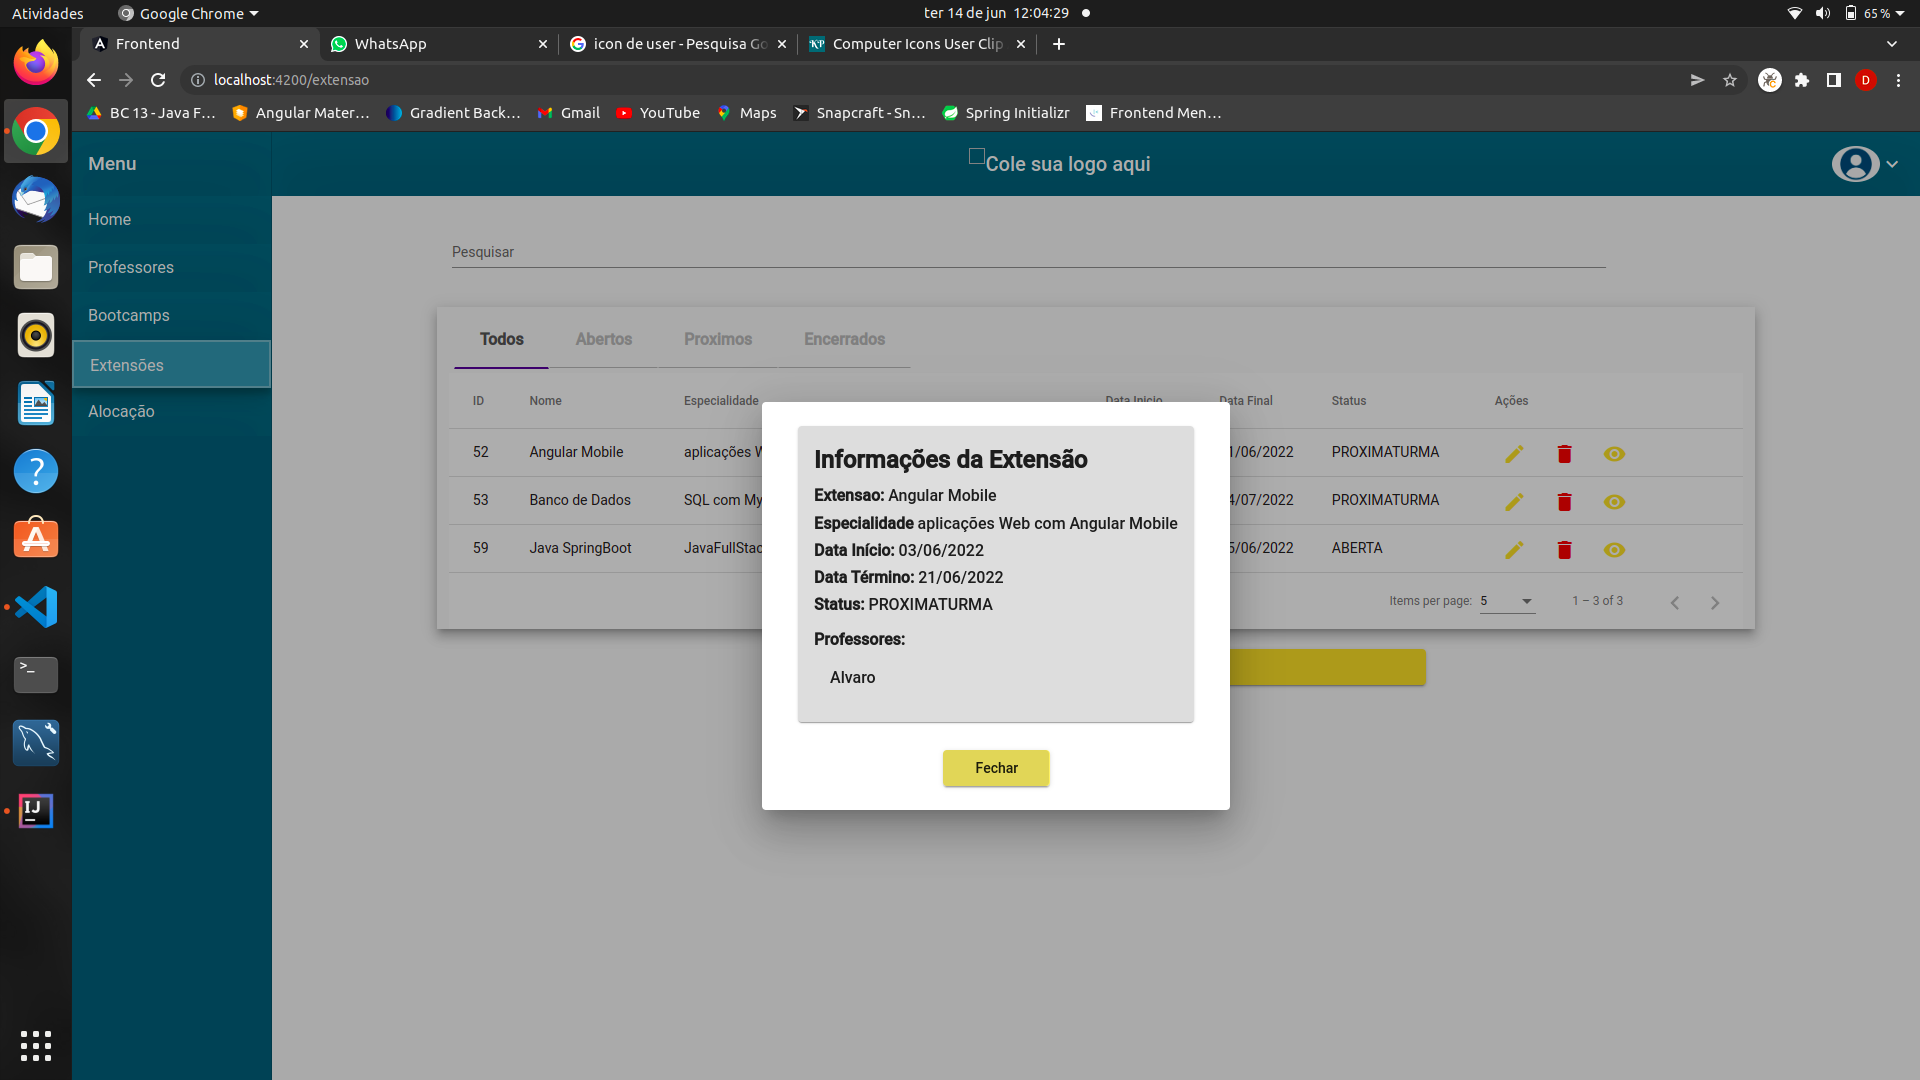 Atividades
Google Chrome
ter 14 de jun 12:04:29
65 %
Frontend
WhatsApp
icon de user - Pesquisa Go
Computer Icons User Clip
localhost:4200/extensao
D
BC 13 - Java F...
Angular Mater...
Gradient Back...
Gmail
YouTube
Maps
Snapcraft - Sn...
Spring Initializr
Frontend Men...
Menu
Cole sua logo aqui
Home
Professores
Bootcamps
Extensões
Alocação
Pesquisar
Todos
Abertos
Proximos
Encerrados
ID
Nome
Especialidade
Data Inicio
Data Final
Status
Ações
52
Angular Mobile
aplicações
1/06/2022
PROXIMATURMA
53
Banco de Dados
SQL com My
4/07/2022
PROXIMATURMA
59
Java SpringBoot
JavaFullStac
5/06/2022
ABERTA
Items per page:
5
1 – 3 of 3
Informações da Extensão
Extensao: Angular Mobile
Especialidade aplicações Web com Angular Mobile
Data Início: 03/06/2022
Data Término: 21/06/2022
Status: PROXIMATURMA
Professores:
Alvaro
Fechar